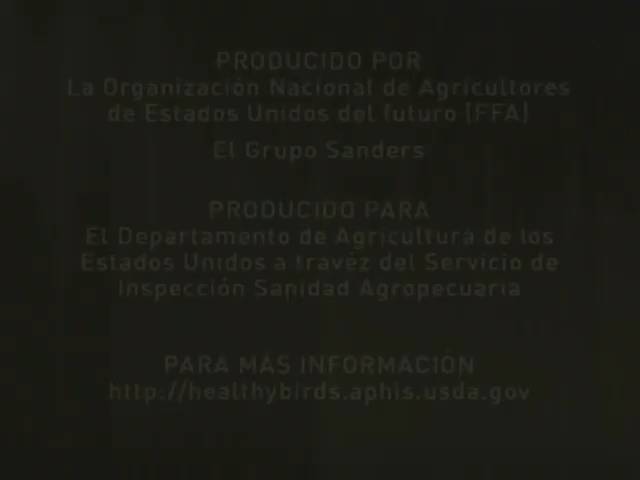 PRODUCIDO POR
La Organización Nacional de Agricultores
de Estados Unidos del futuro (FFA)
El Grupo Sanders
PRODUCIDO PARA
El Departamento de Agricultura de los
Estados Unidos a travéz del Servicio de
Inspección Sanidad Agropecuaria
PARA MÁS INFORMACIÓN
http://healthybirds.aphis.usda.gov